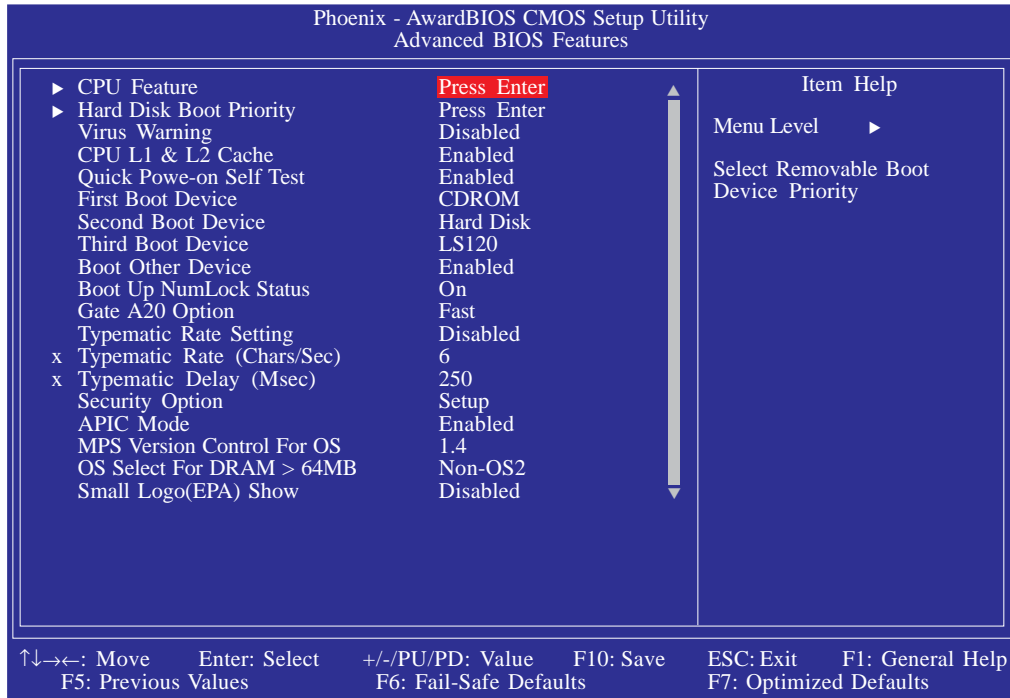 Phoenix - AwardBIOS CMOS Setup Utility
Advanced BIOS Features
▶ CPU Feature Press Enter
▶ Hard Disk Boot Priority Press Enter
Virus Warning Disabled
CPU L1 & L2 Cache Enabled
Quick Powe-on Self Test Enabled
First Boot Device CDROM
Second Boot Device Hard Disk
Third Boot Device LS120
Boot Other Device Enabled
Boot Up NumLock Status On
Gate A20 Option Fast
Typematic Rate Setting Disabled
x Typematic Rate (Chars/Sec) 6
x Typematic Delay (Msec) 250
Security Option Setup
APIC Mode Enabled
MPS Version Control For OS 1.4
OS Select For DRAM > 64MB Non-OS2
Small Logo(EPA) Show Disabled
Item Help
Menu Level ▶
Select Removable Boot
Device Priority
↑↓→←: Move Enter: Select +/-/PU/PD: Value F10: Save ESC: Exit F1: General Help
F5: Previous Values F6: Fail-Safe Defaults F7: Optimized Defaults